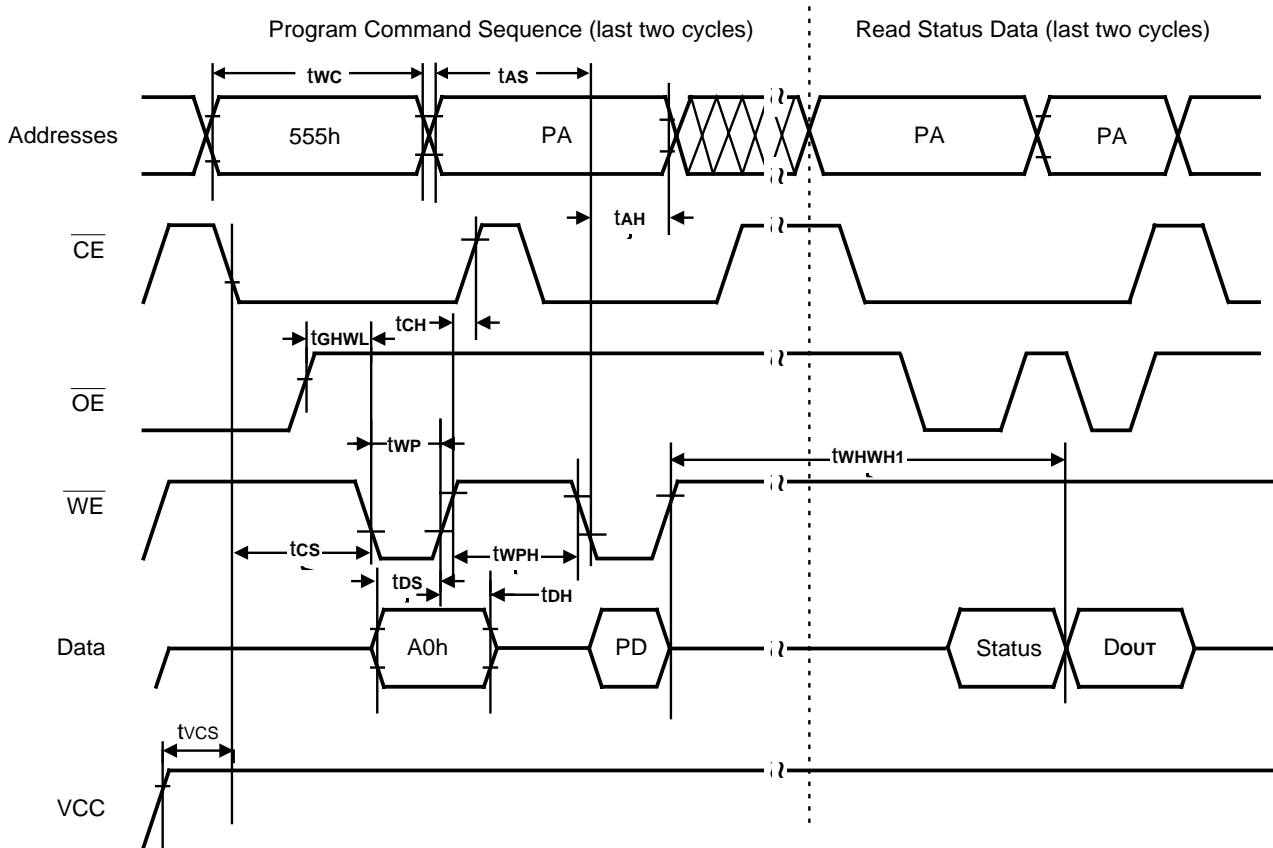 Program Command Sequence (last two cycles)
Read Status Data (last two cycles)
tWC
tAS
Addresses
555h
PA
PA
PA
tAH
CE
tGHWL
tCH
OE
tWP
tWHWH1
WE
tCS
tWPH
tDS
tDH
Data
A0h
PD
Status
DOUT
tVCS
VCC